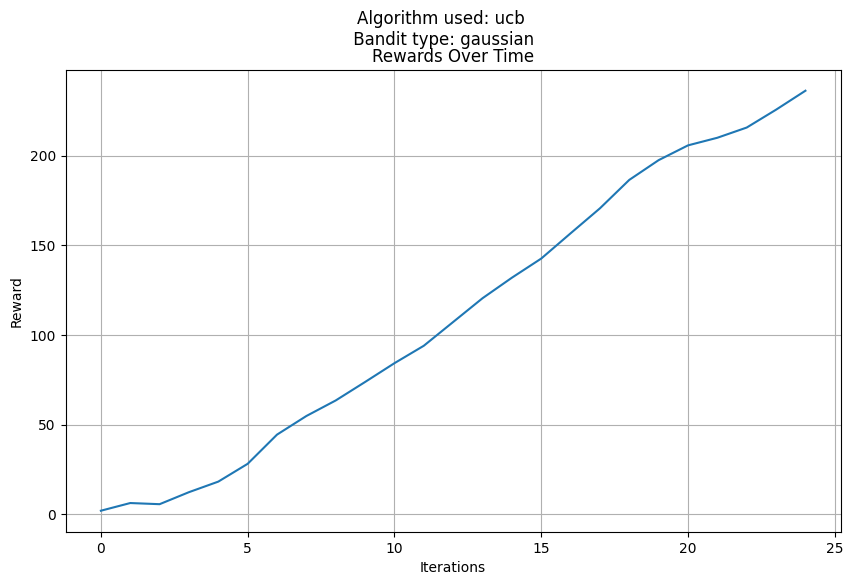 Algorithm used: ucb
Bandit type: gaussian
Rewards Over Time
200
150
100
50
0
Reward
0 5 10 15 20 25
Iterations